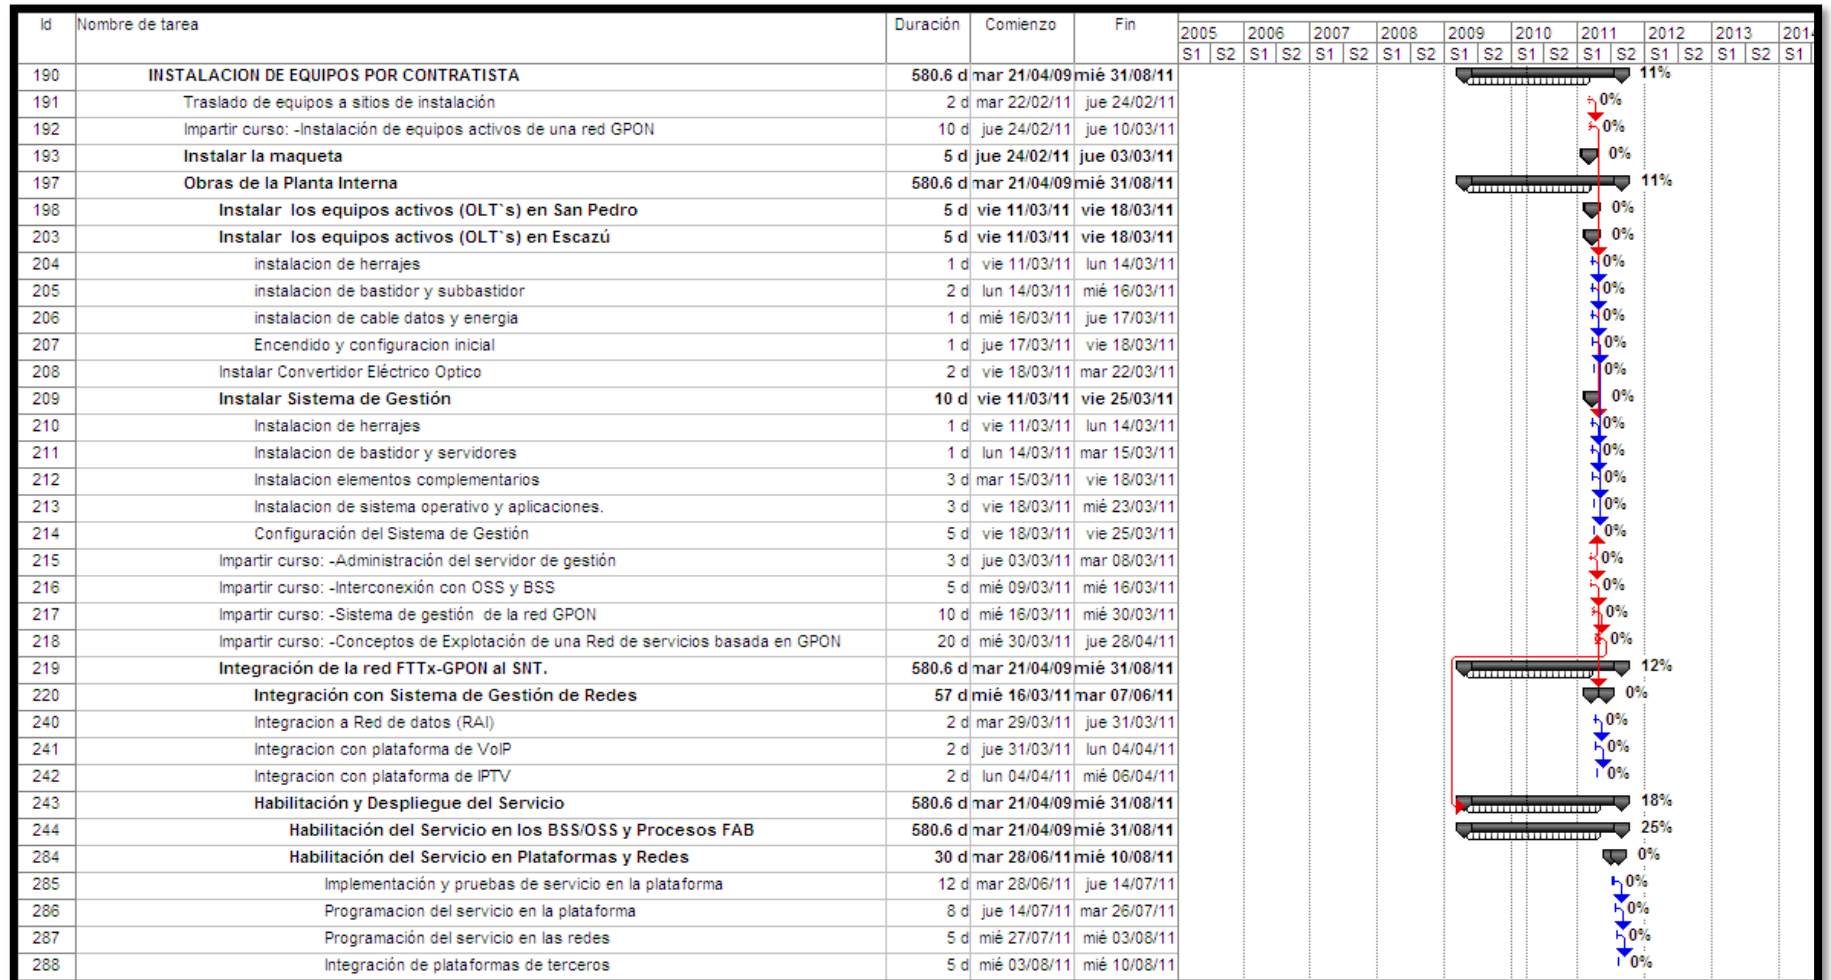 Id Nombre de tarea Duración Comienzo Fin
2005 2006 2007 2008 2009 2010 2011 2012 2013 201
S1 S2 S1 S2 S1 S2 S1 S2 S1 S2 S1 S2 S1 S2 S1 S2 S1 S2 S1
190 INSTALACION DE EQUIPOS POR CONTRATISTA 580.6 d mar 21/04/09 mié 31/08/11 11%
191 Traslado de equipos a sitios de instalación 2 d mar 22/02/11 jue 24/02/11 0%
192 Impartir curso: -Instalación de equipos activos de una red GPON 10 d jue 24/02/11 jue 10/03/11 0%
193 Instalar la maqueta 5 d jue 24/02/11 jue 03/03/11 0%
197 Obras de la Planta Interna 580.6 d mar 21/04/09 mié 31/08/11 11%
198 Instalar los equipos activos (OLT`s) en San Pedro 5 d vie 11/03/11 vie 18/03/11 0%
203 Instalar los equipos activos (OLT`s) en Escazú 5 d vie 11/03/11 vie 18/03/11 0%
204 instalacion de herrajes 1 d vie 11/03/11 lun 14/03/11 0%
205 instalacion de bastidor y subbastidor 2 d lun 14/03/11 mié 16/03/11 0%
206 instalacion de cable datos y energia 1 d mié 16/03/11 jue 17/03/11 0%
207 Encendido y configuracion inicial 1 d jue 17/03/11 vie 18/03/11 0%
208 Instalar Convertidor Eléctrico Optico 2 d vie 18/03/11 mar 22/03/11 0%
209 Instalar Sistema de Gestión 10 d vie 11/03/11 vie 25/03/11 0%
210 Instalacion de herrajes 1 d vie 11/03/11 lun 14/03/11 0%
211 Instalacion de bastidor y servidores 1 d lun 14/03/11 mar 15/03/11 0%
212 Instalacion elementos complementarios 3 d mar 15/03/11 vie 18/03/11 0%
213 Instalacion de sistema operativo y aplicaciones. 3 d vie 18/03/11 mié 23/03/11 0%
214 Configuración del Sistema de Gestión 5 d vie 18/03/11 vie 25/03/11 0%
215 Impartir curso: -Administración del servidor de gestión 3 d jue 03/03/11 mar 08/03/11 0%
216 Impartir curso: -Interconexión con OSS y BSS 5 d mié 09/03/11 mié 16/03/11 0%
217 Impartir curso: -Sistema de gestión de la red GPON 10 d mié 16/03/11 mié 30/03/11 0%
218 Impartir curso: -Conceptos de Explotación de una Red de servicios basada en GPON 20 d mié 30/03/11 jue 28/04/11 0%
219 Integración de la red FTTx-GPON al SNT. 580.6 d mar 21/04/09 mié 31/08/11 12%
220 Integración con Sistema de Gestión de Redes 57 d mié 16/03/11 mar 07/06/11 0%
240 Integracion a Red de datos (RAI) 2 d mar 29/03/11 jue 31/03/11 0%
241 Integracion con plataforma de VoIP 2 d jue 31/03/11 lun 04/04/11 0%
242 Integracion con plataforma de IPTV 2 d lun 04/04/11 mié 06/04/11 0%
243 Habilitación y Despliegue del Servicio 580.6 d mar 21/04/09 mié 31/08/11 18%
244 Habilitación del Servicio en los BSS/OSS y Procesos FAB 580.6 d mar 21/04/09 mié 31/08/11 25%
284 Habilitación del Servicio en Plataformas y Redes 30 d mar 28/06/11 mié 10/08/11 0%
285 Implementación y pruebas de servicio en la plataforma 12 d mar 28/06/11 jue 14/07/11 0%
286 Programacion del servicio en la plataforma 8 d jue 14/07/11 mar 26/07/11 0%
287 Programación del servicio en las redes 5 d mié 27/07/11 mié 03/08/11 0%
288 Integración de plataformas de terceros 5 d mié 03/08/11 mié 10/08/11 0%